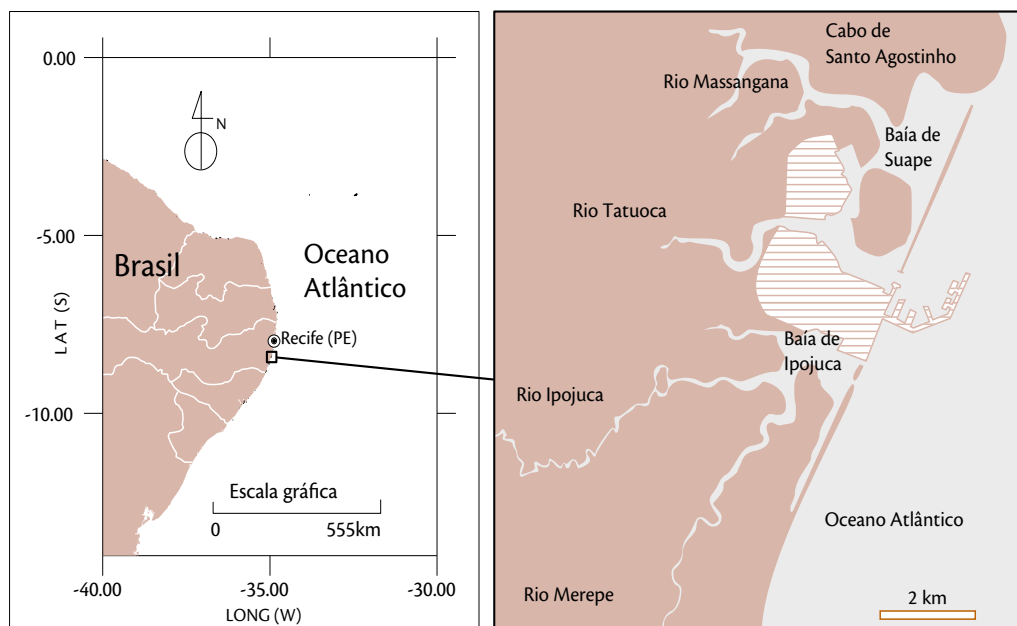 0.00
N
-5.00
Brasil
Oceano
Atlântico
LAT (S)
Recife (PE)
-10.00
Escala gráfica
0
555km
-40.00
-35.00
-30.00
LONG (W)
Cabo de
Santo Agostinho
Rio Massangana
Baía de
Suape
Rio Tatuoca
Baía de
Ipojuca
Rio Ipojuca
Oceano Atlântico
Rio Merepe
2 km